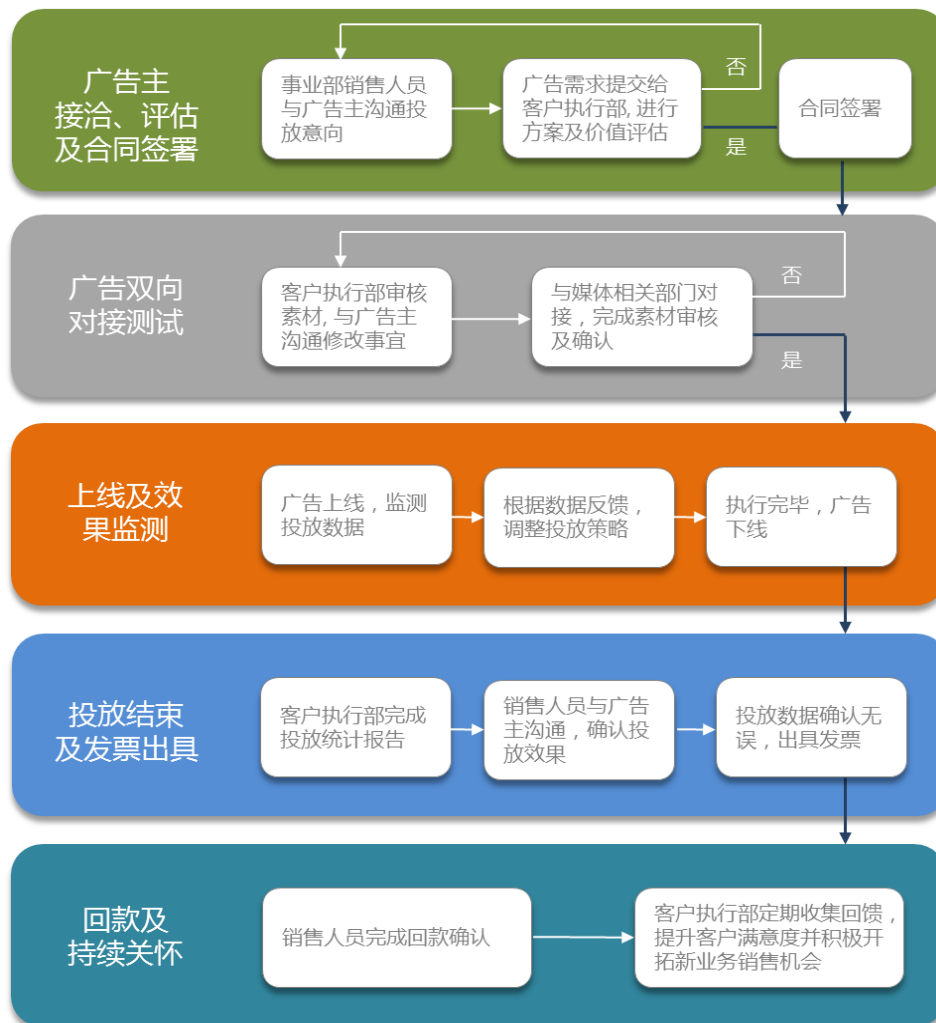 广告主
接洽、评估
及合同签署
事业部销售人员
与广告主沟通投
放意向
广告需求提交给
客户执行部, 进行
方案及价值评估
否
是
合同签署
广告双向
对接测试
客户执行部审核
素材, 与广告主
沟通修改事宜
与媒体相关部门对
接，完成素材审核
及确认
否
是
上线及效
果监测
广告上线，监测
投放数据
根据数据反馈，
调整投放策略
执行完毕，广告
下线
投放结束
及发票出具
客户执行部完成
投放统计报告
销售人员与广告
主沟通，确认投
放效果
投放数据确认无
误，出具发票
回款及
持续关怀
销售人员完成回款确认
客户执行部定期收集回馈，
提升客户满意度并积极开
拓新业务销售机会